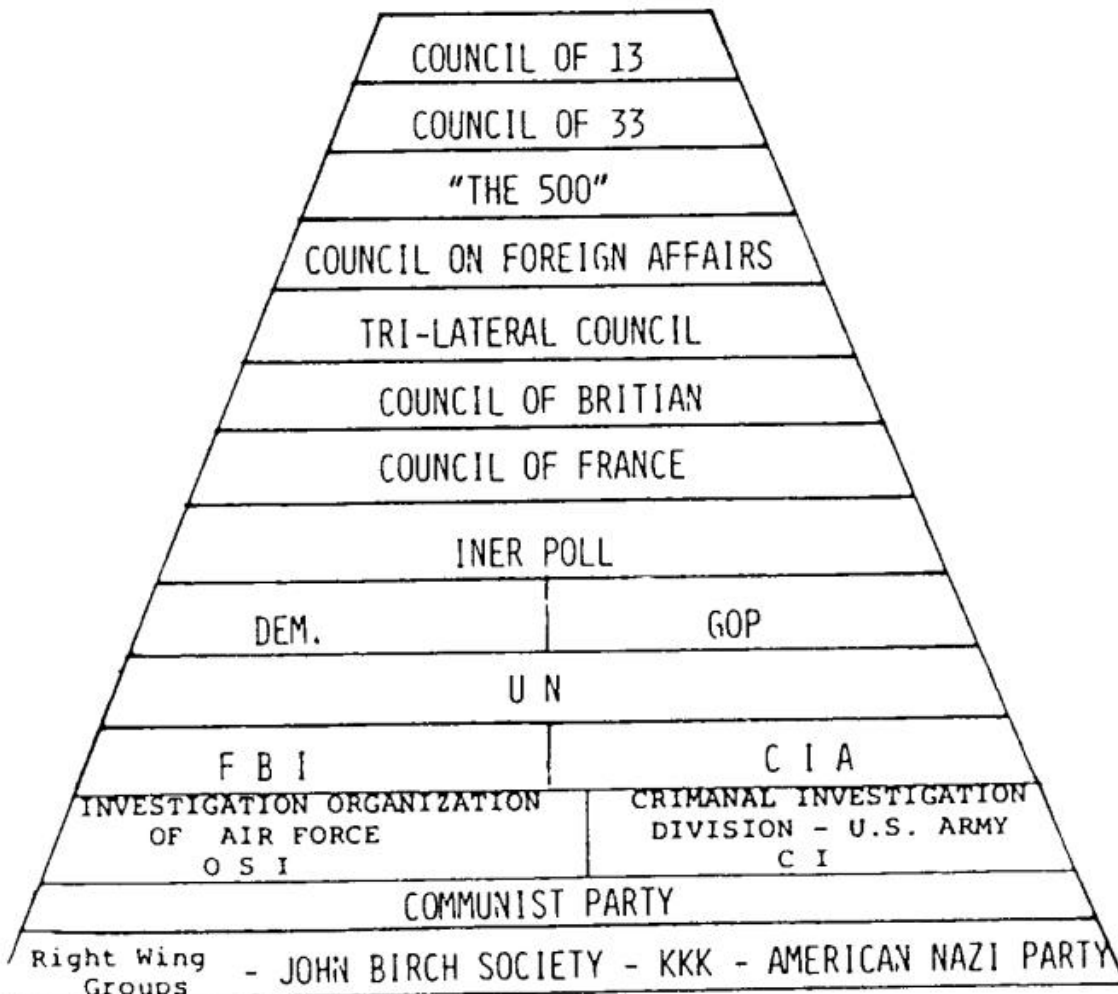 COUNCIL OF 13
COUNCIL OF 33
"THE 500"
COUNCIL ON FOREIGN AFFAIRS
TRI-LATERAL COUNCIL
COUNCIL OF BRITIAN
COUNCIL OF FRANCE
INER POLL
DEM. GOP
U N
F B I C I A
INVESTIGATION ORGANIZATION
OF AIR FORCE
O S I
CRIMANAL INVESTIGATION
DIVISION - U.S. ARMY
C I
COMMUNIST PARTY
Right Wing
Groups
- JOHN BIRCH SOCIETY - KKK - AMERICAN NAZI PARTY